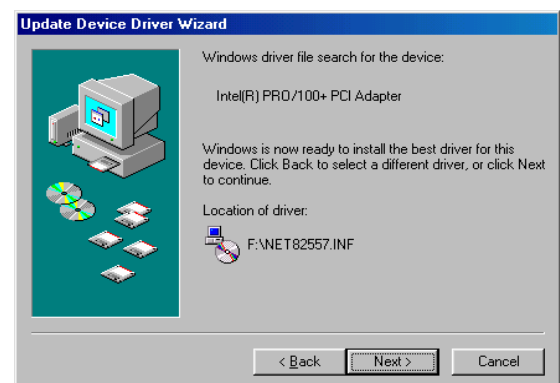 Update Device Driver Wizard
Windows driver file search for the device:
Intel(R) PRO/100+ PCI Adapter
Windows is now ready to install the best driver for this
device. Click Back to select a different driver, or click Next
to continue.
Location of driver:
F:\NET82557.INF
< Back
Next >
Cancel